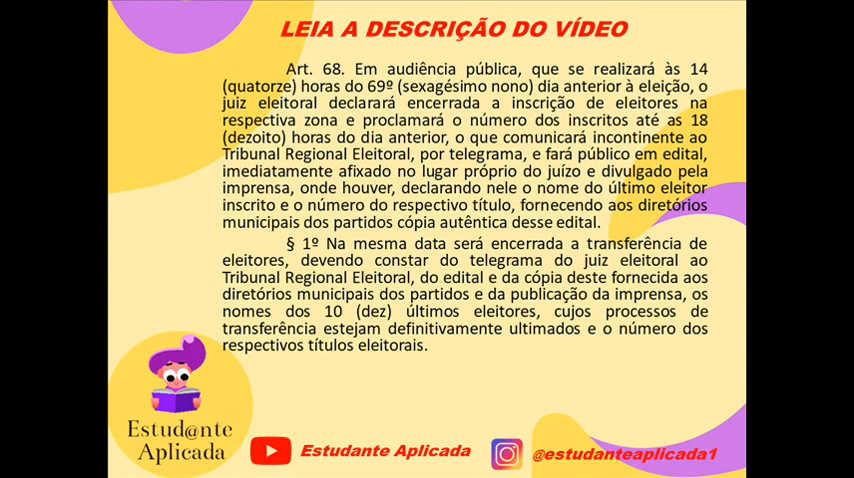 LEIA A DESCRIÇÃO DO VÍDEO
Art. 68. Em audiência pública, que se realizará às 14
(quatorze) horas do 69º (sexagésimo nono) dia anterior à eleição, o
juiz eleitoral declarará encerrada a inscrição de eleitores na
respectiva zona e proclamará o número dos inscritos até as 18
(dezoito) horas do dia anterior, o que comunicará incontinente ao
Tribunal Regional Eleitoral, por telegrama, e fará público em edital,
imediatamente afixado no lugar próprio do juízo e divulgado pela
imprensa, onde houver, declarando nele o nome do último eleitor
inscrito e o número do respectivo título, fornecendo aos diretórios
municipais dos partidos cópia autêntica desse edital.
§ 1º Na mesma data será encerrada a transferência de
eleitores, devendo constar do telegrama do juiz eleitoral ao
Tribunal Regional Eleitoral, do edital e da cópia deste fornecida aos
diretórios municipais dos partidos e da publicação da imprensa, os
nomes dos 10 (dez) últimos eleitores, cujos processos de
transferência estejam definitivamente ultimados e o número dos
respectivos títulos eleitorais.
Estud@nte
Aplicada
Estudante Aplicada
@estudanteaplicada1